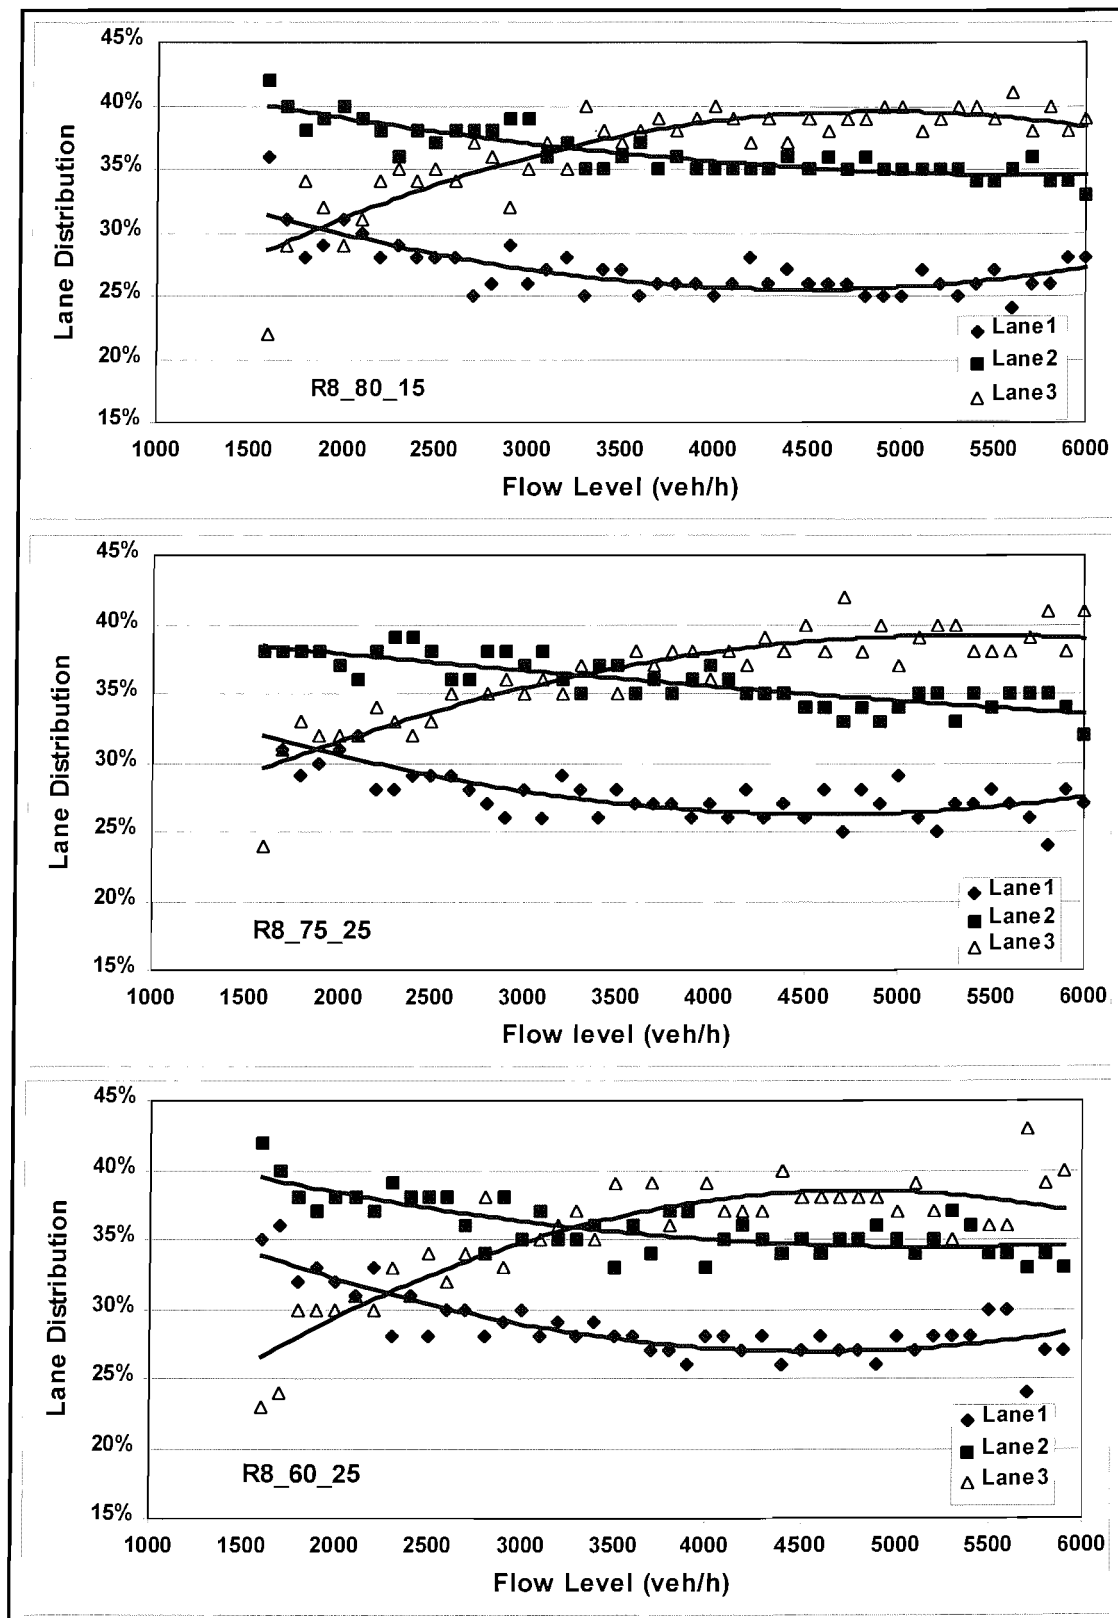 45%
40%
35%
30%
25%
20%
15%
Lane Distribution
Lane1
Lane2
Lane3
R8_80_15
1000 1500 2000 2500 3000 3500 4000 4500 5000 5500 6000
Flow Level (veh/h)
45%
40%
35%
30%
25%
20%
15%
Lane Distribution
Lane1
Lane2
Lane3
R8_75_25
1000 1500 2000 2500 3000 3500 4000 4500 5000 5500 6000
Flow level (veh/h)
45%
40%
35%
30%
25%
20%
15%
Lane Distribution
Lane1
Lane2
Lane3
R8_60_25
1000 1500 2000 2500 3000 3500 4000 4500 5000 5500 6000
Flow Level (veh/h)